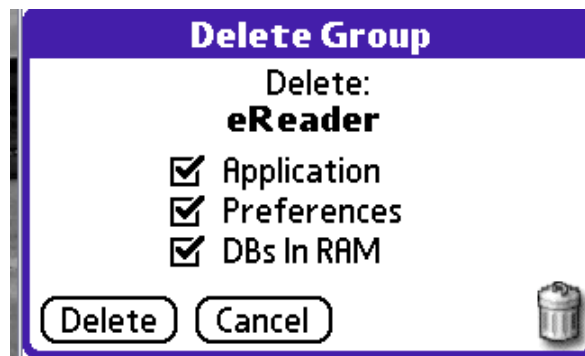 Delete Group
Delete:
eReader
Application
Preferences
DBs In RAM
Delete Cancel